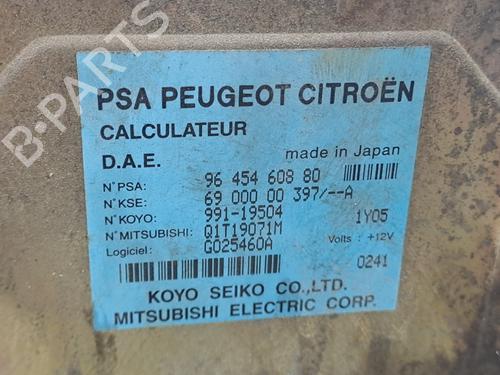 PSA PEUGEOT CITROËN
CALCULATEUR
D.A.E. made in Japan
N°PSA: 96 454 608 80
N°KSE: 69 000 00 397/--A
N°KOYO: 991-19504 1Y05
N°MITSUBISHI: Q1T19071M Volts : +12V
Logiciel: G025460A
0241
KOYO SEIKO CO.,LTD.
MITSUBISHI ELECTRIC CORP.
B-PARTS